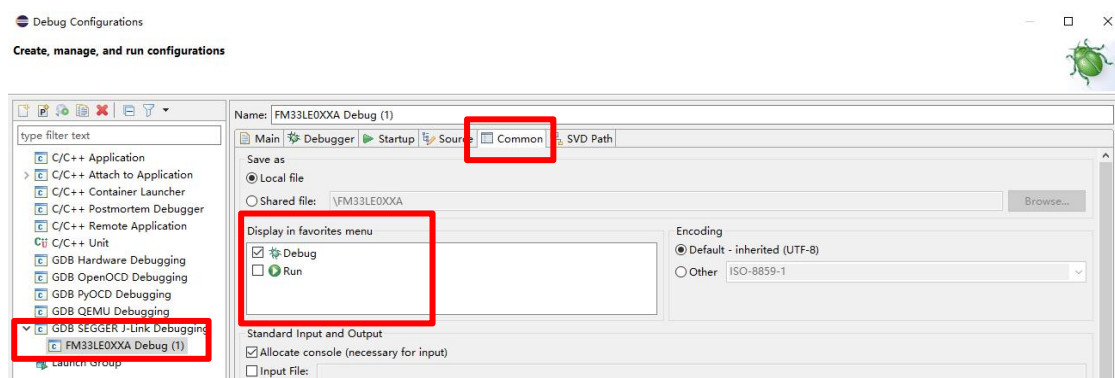 Debug Configurations
Create, manage, and run configurations
type filter text
C/C++ Application
C/C++ Attach to Application
C/C++ Container Launcher
C/C++ Postmortem Debugger
C/C++ Remote Application
C/C++ Unit
GDB Hardware Debugging
GDB OpenOCD Debugging
GDB PyOCD Debugging
GDB QEMU Debugging
GDB SEGGER J-Link Debugging
FM33LE0XXA Debug (1)
Launch Group
Name: FM33LE0XXA Debug (1)
Main Debugger Startup Source Common SVD Path
Save as
Local file
Shared file: \FM33LE0XXA Browse...
Display in favorites menu
Debug
Run
Encoding
Default - inherited (UTF-8)
Other ISO-8859-1
Standard Input and Output
Allocate console (necessary for input)
Input File: